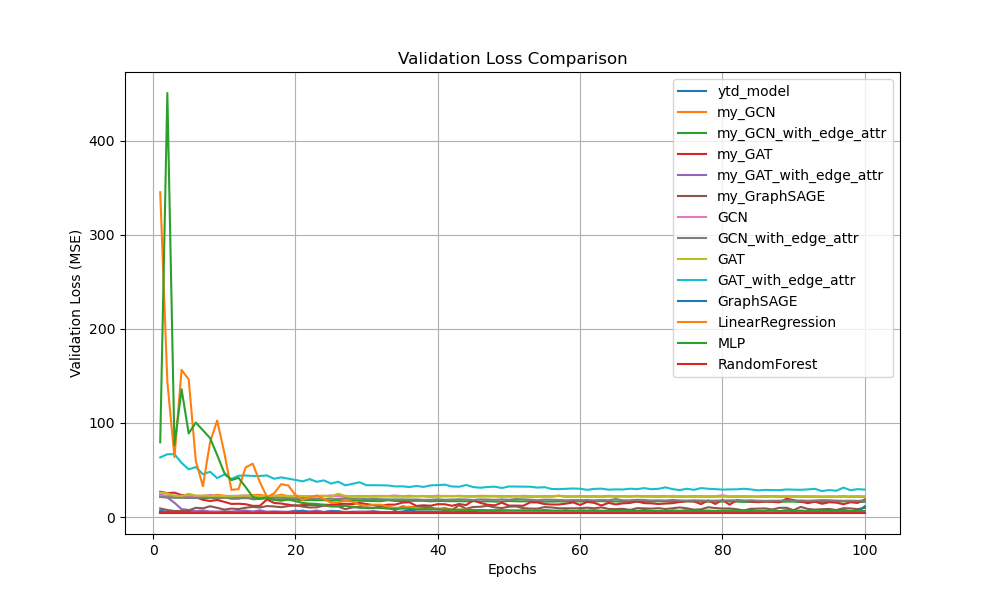 Validation Loss Comparison
Validation Loss (MSE)
400
300
200
100
0
0 20 40 60 80 100
Epochs
ytd_model
my_GCN
my_GCN_with_edge_attr
my_GAT
my_GAT_with_edge_attr
my_GraphSAGE
GCN
GCN_with_edge_attr
GAT
GAT_with_edge_attr
GraphSAGE
LinearRegression
MLP
RandomForest